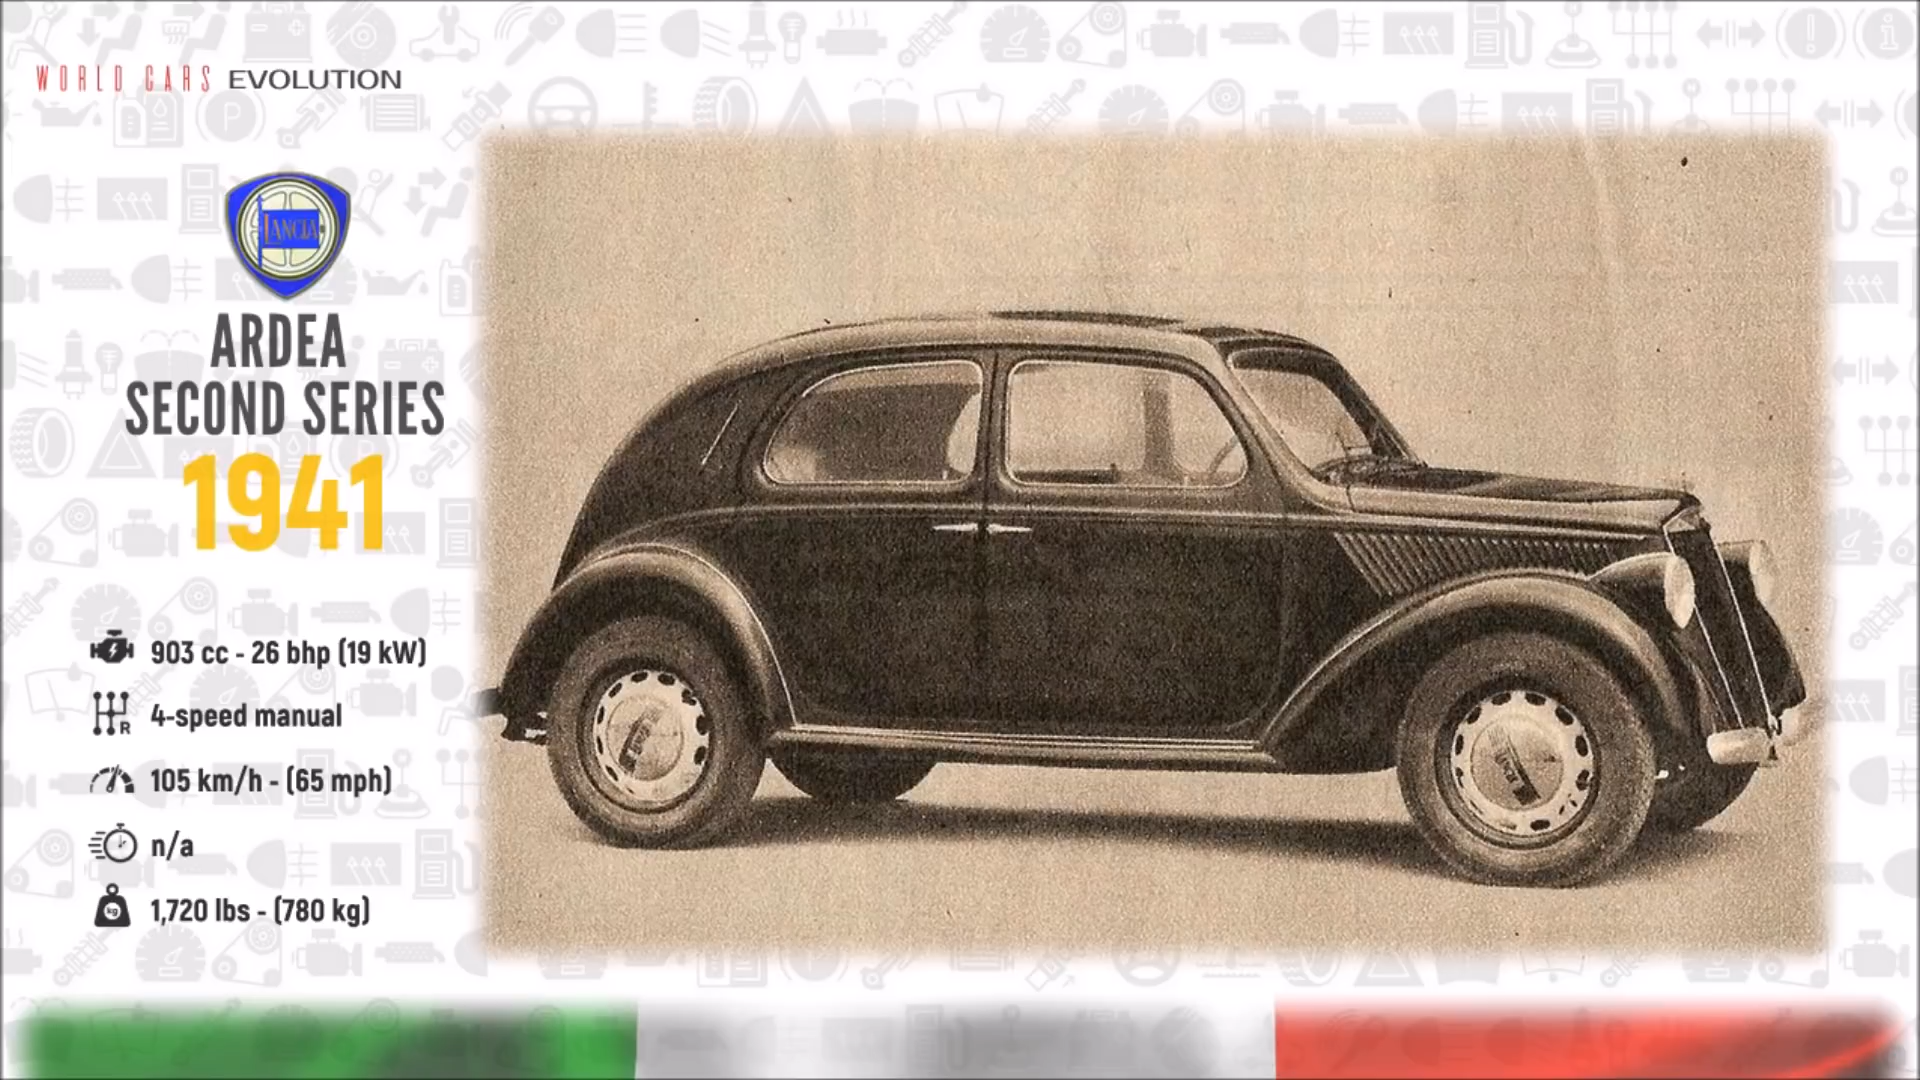 WORLD CARS EVOLUTION
LANCIA
ARDEA
SECOND SERIES
1941
903 cc - 26 bhp (19 kW)
R
4-speed manual
105 km/h - (65 mph)
n/a
kg
1,720 lbs - (780 kg)